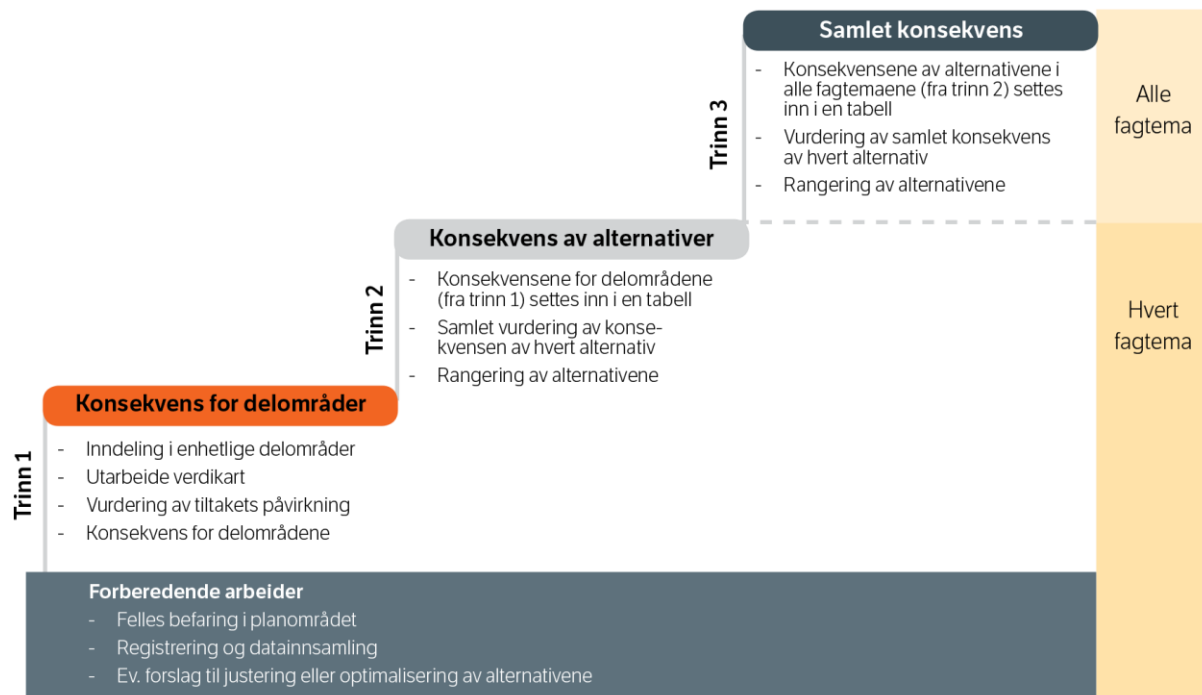 Samlet konsekvens
- Konsekvensene av alternativene i
alle fagtemaene (fra trinn 2) settes
inn i en tabell
- Vurdering av samlet konsekvens
av hvert alternativ
- Rangering av alternativene
Trinn 3
Alle
fagtema
Konsekvens av alternativer
- Konsekvensene for delområdene
(fra trinn 1) settes inn i en tabell
- Samlet vurdering av konse-
kvensen av hvert alternativ
- Rangering av alternativene
Trinn 2
Hvert
fagtema
Konsekvens for delområder
- Inndeling i enhetlige delområder
- Utarbeide verdikart
- Vurdering av tiltakets påvirkning
- Konsekvens for delområdene
Trinn 1
Forberedende arbeider
- Felles befaring i planområdet
- Registrering og datainnsamling
- Ev. forslag til justering eller optimalisering av alternativene